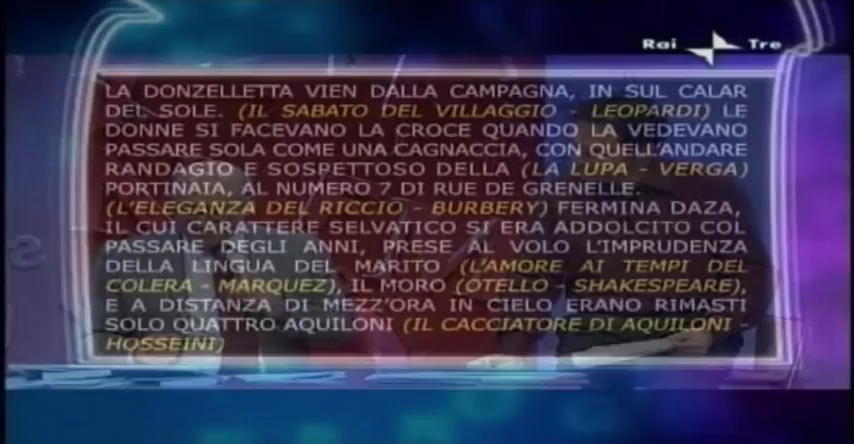 Rai Tre
LA DONZELLETTA VIEN DALLA CAMPAGNA, IN SUL CALAR
DEL SOLE. (IL SABATO DEL VILLAGGIO - LEOPARDI) LE
DONNE SI FACEVANO LA CROCE QUANDO LA VEDEVANO
PASSARE SOLA COME UNA CAGNACCIA, CON QUELL'ANDARE
RANDAGIO E SOSPETTOSO DELLA (LA LUPA - VERGA)
PORTINAIA, AL NUMERO 7 DI RUE DE GRENELLE.
(L'ELEGANZA DEL RICCIO - BURBERY) FERMINA DAZA,
IL CUI CARATTERE SELVATICO SI ERA ADDOLCITO COL
PASSARE DEGLI ANNI, PRESE AL VOLO L'IMPRUDENZA
DELLA LINGUA DEL MARITO (L'AMORE AI TEMPI DEL
COLERA - MARQUEZ), IL MORO (OTELLO - SHAKESPEARE),
E A DISTANZA DI MEZZ'ORA IN CIELO ERANO RIMASTI
SOLO QUATTRO AQUILONI (IL CACCIATORE DI AQUILONI -
HOSSEINI)